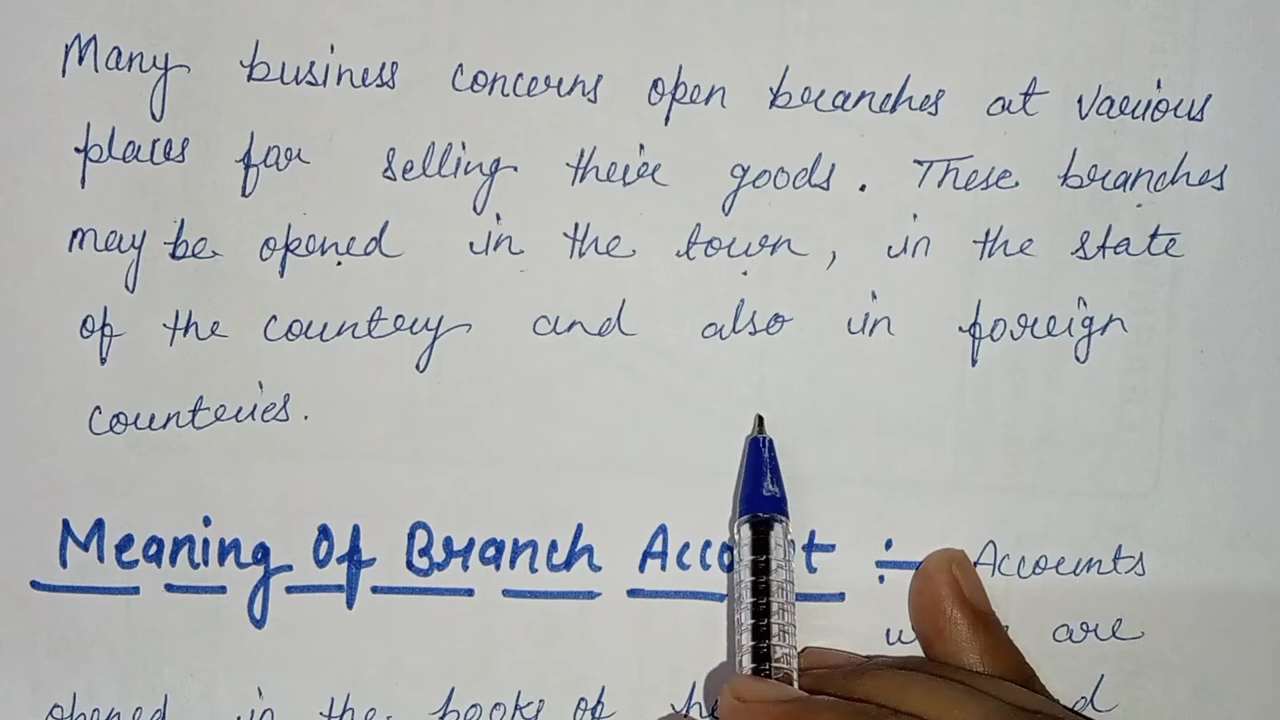 Many business concerns open branches at various
places for selling their goods. These branches
may be opened in the town, in the state
of the country and also in foreign
countries.
Meaning Of Branch :- Accounts
are
opened in the books of